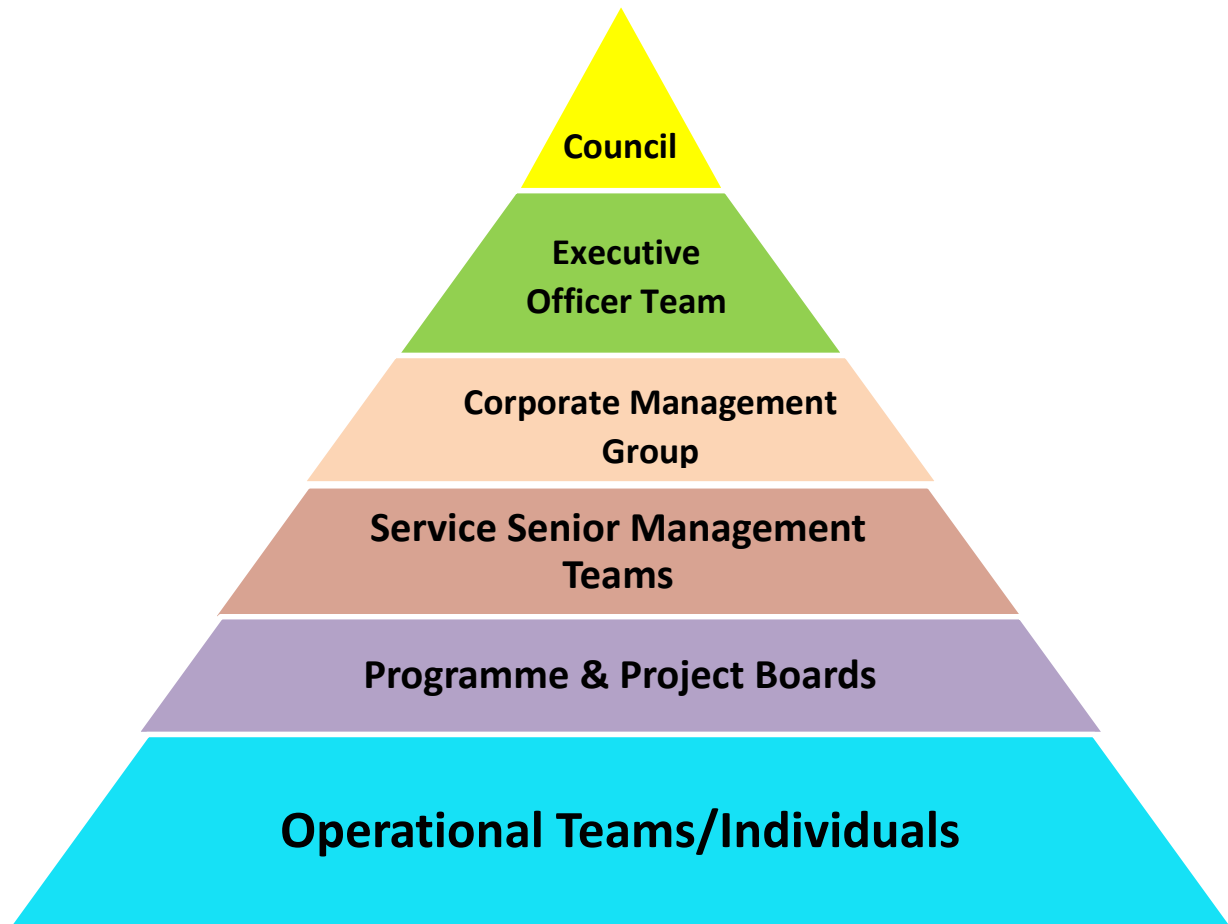 Council
Executive
Officer Team
Corporate Management
Group
Service Senior Management
Teams
Programme & Project Boards
Operational Teams/Individuals